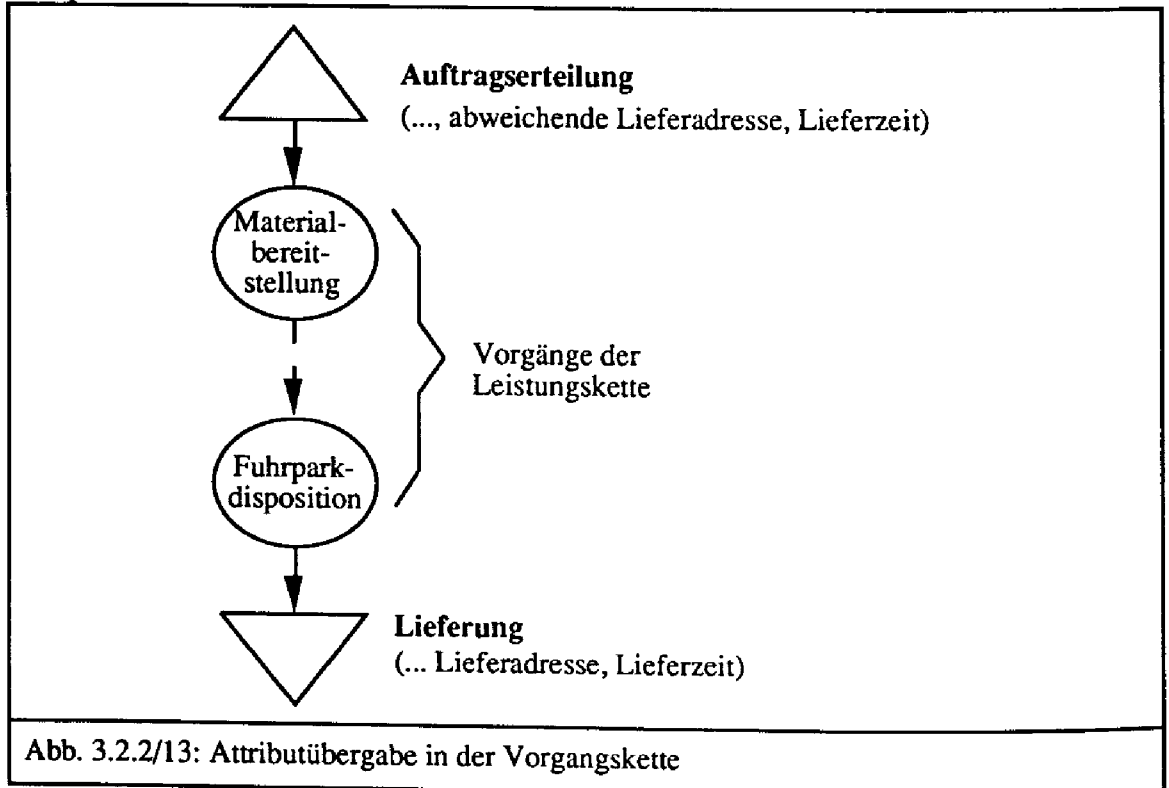 Auftragserteilung
(..., abweichende Lieferadresse, Lieferzeit)
Material-
bereit-
stellung
Vorgänge der
Leistungskette
Fuhrpark-
disposition
Lieferung
(... Lieferadresse, Lieferzeit)
Abb. 3.2.2/13: Attributübergabe in der Vorgangskette